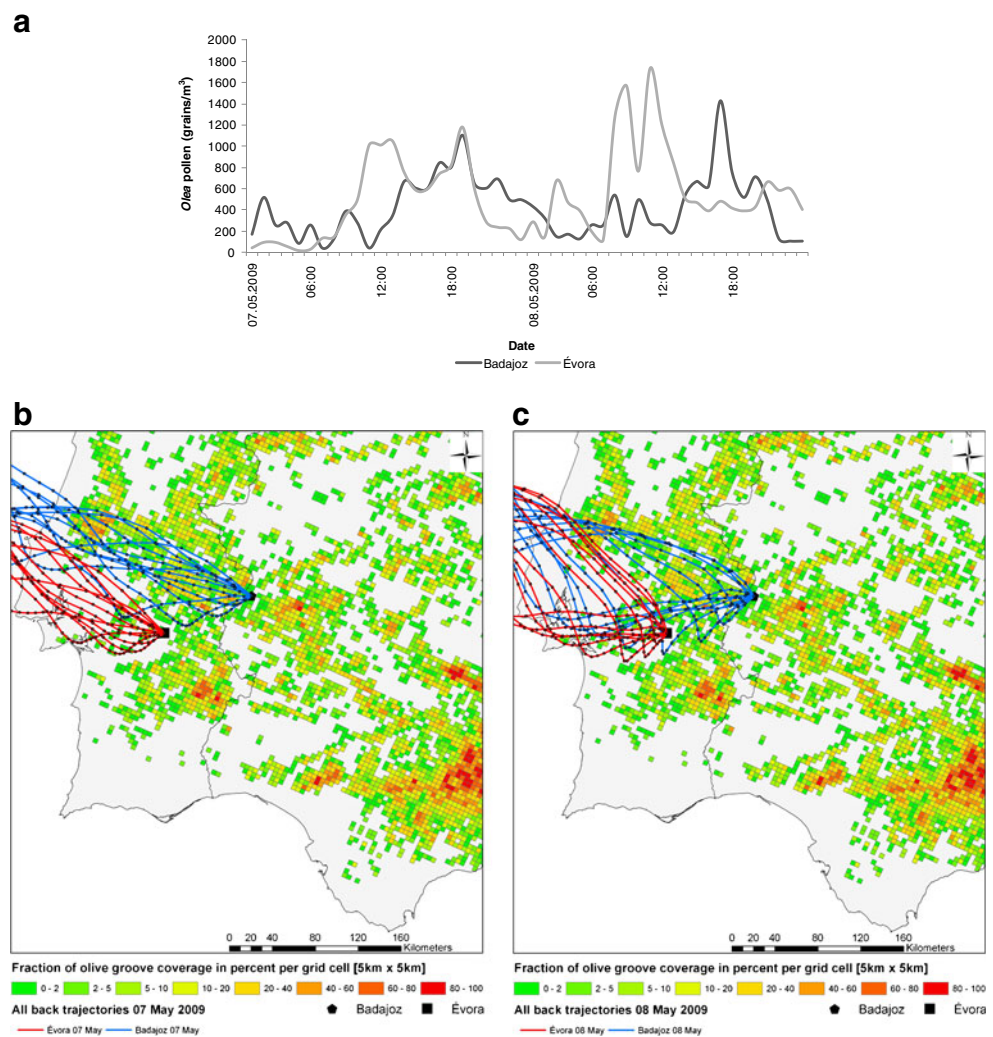 a
2000
1800
1600
1400
1200
1000
800
600
400
200
0
Olea pollen (grains/m³)
07.05.2009
06:00
12:00
18:00
08.05.2009
06:00
12:00
18:00
Date
Badajoz Évora
b
N
0 20 40 80 120 160
Kilometers
Fraction of olive groove coverage in percent per grid cell [5km x 5km]
0 - 2 2 - 5 5 - 10 10 - 20 20 - 40 40 - 60 60 - 80 80 - 100
All back trajectories 07 May 2009 Badajoz Évora
Évora 07 May Badajoz 07 May
c
N
0 20 40 80 120 160
Kilometers
Fraction of olive groove coverage in percent per grid cell [5km x 5km]
0 - 2 2 - 5 5 - 10 10 - 20 20 - 40 40 - 60 60 - 80 80 - 100
All back trajectories 08 May 2009 Badajoz Évora
Évora 08 May Badajoz 08 May